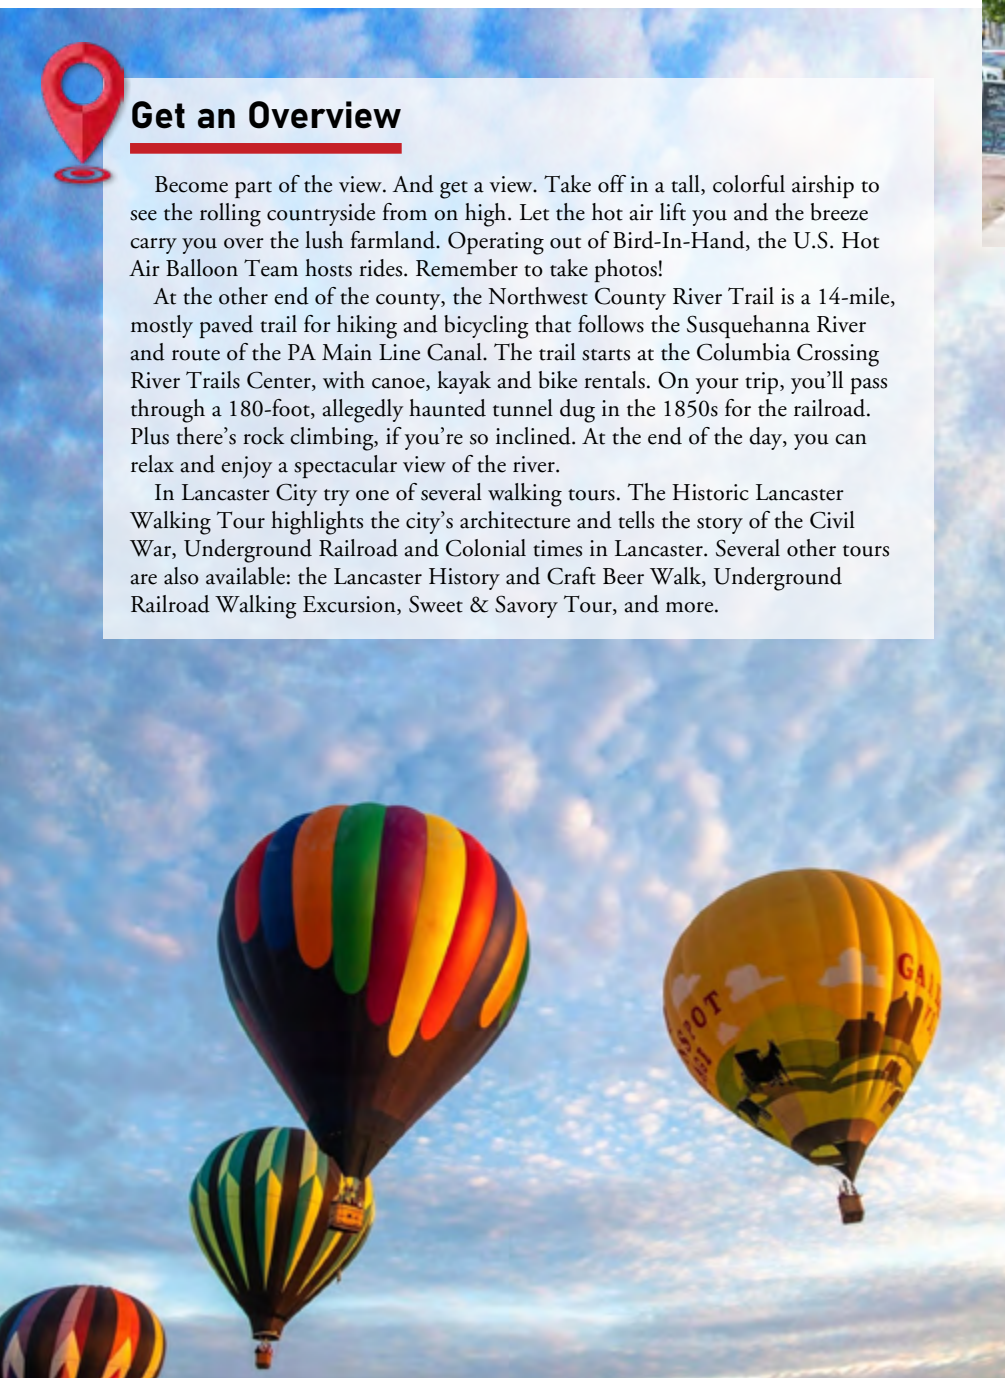 Get an Overview
Become part of the view. And get a view. Take off in a tall, colorful airship to
see the rolling countryside from on high. Let the hot air lift you and the breeze
carry you over the lush farmland. Operating out of Bird-In-Hand, the U.S. Hot
Air Balloon Team hosts rides. Remember to take photos!
At the other end of the county, the Northwest County River Trail is a 14-mile,
mostly paved trail for hiking and bicycling that follows the Susquehanna River
and route of the PA Main Line Canal. The trail starts at the Columbia Crossing
River Trails Center, with canoe, kayak and bike rentals. On your trip, you'll pass
through a 180-foot, allegedly haunted tunnel dug in the 1850s for the railroad.
Plus there's rock climbing, if you're so inclined. At the end of the day, you can
relax and enjoy a spectacular view of the river.
In Lancaster City try one of several walking tours. The Historic Lancaster
Walking Tour highlights the city's architecture and tells the story of the Civil
War, Underground Railroad and Colonial times in Lancaster. Several other tours
are also available: the Lancaster History and Craft Beer Walk, Underground
Railroad Walking Excursion, Sweet & Savory Tour, and more.